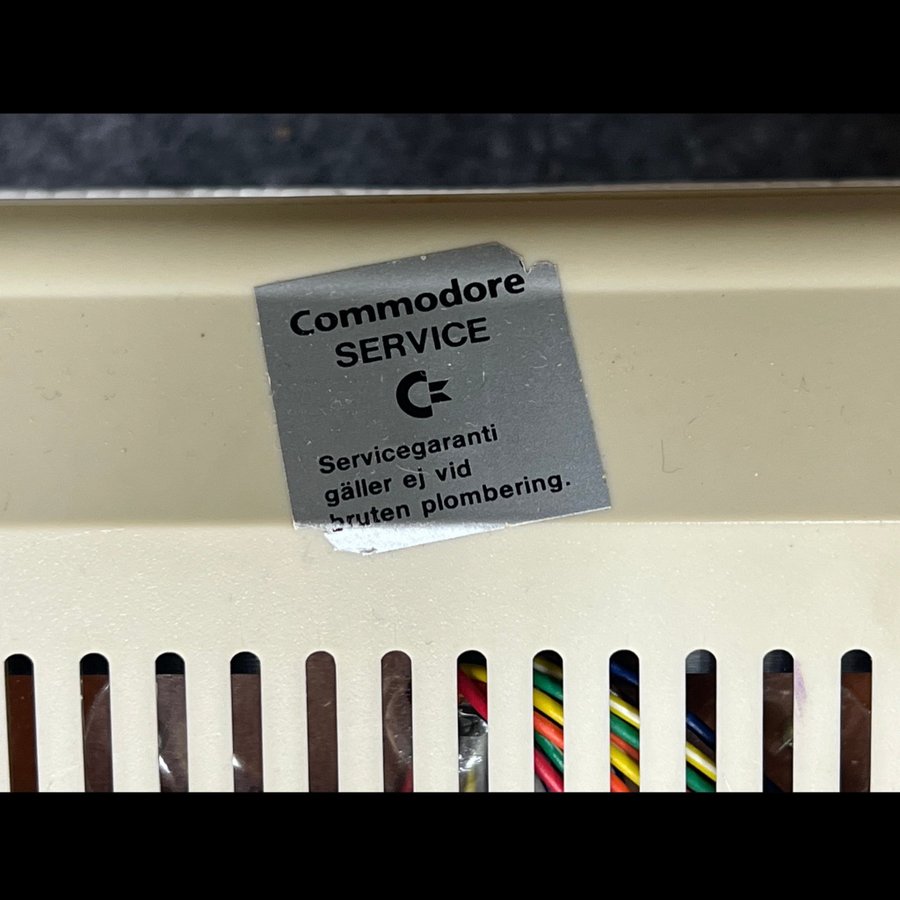 Commodore
SERVICE
Servicegaranti
gäller ej vid
bruten plombering.